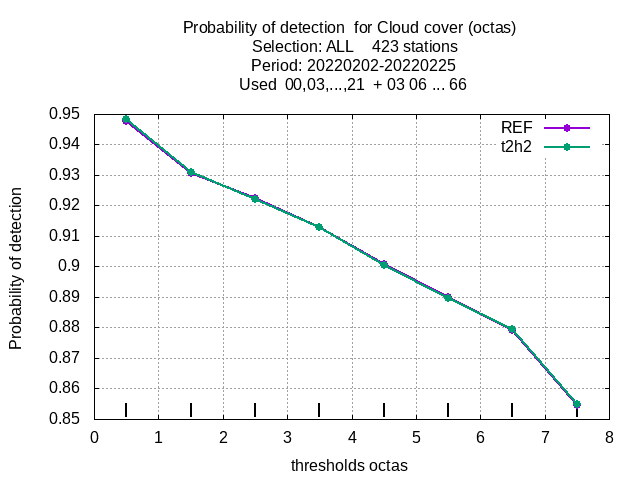 Probability of detection  for Cloud cover (octas)
Selection: ALL    423 stations
Period: 20220202-20220225
Used  00,03,...,21  + 03 06 ... 66
REF
t2h2
0.95
0.94
0.93
0.92
0.91
0.9
0.89
0.88
0.87
0.86
0.85
Probability of detection
0 1 2 3 4 5 6 7 8
thresholds octas